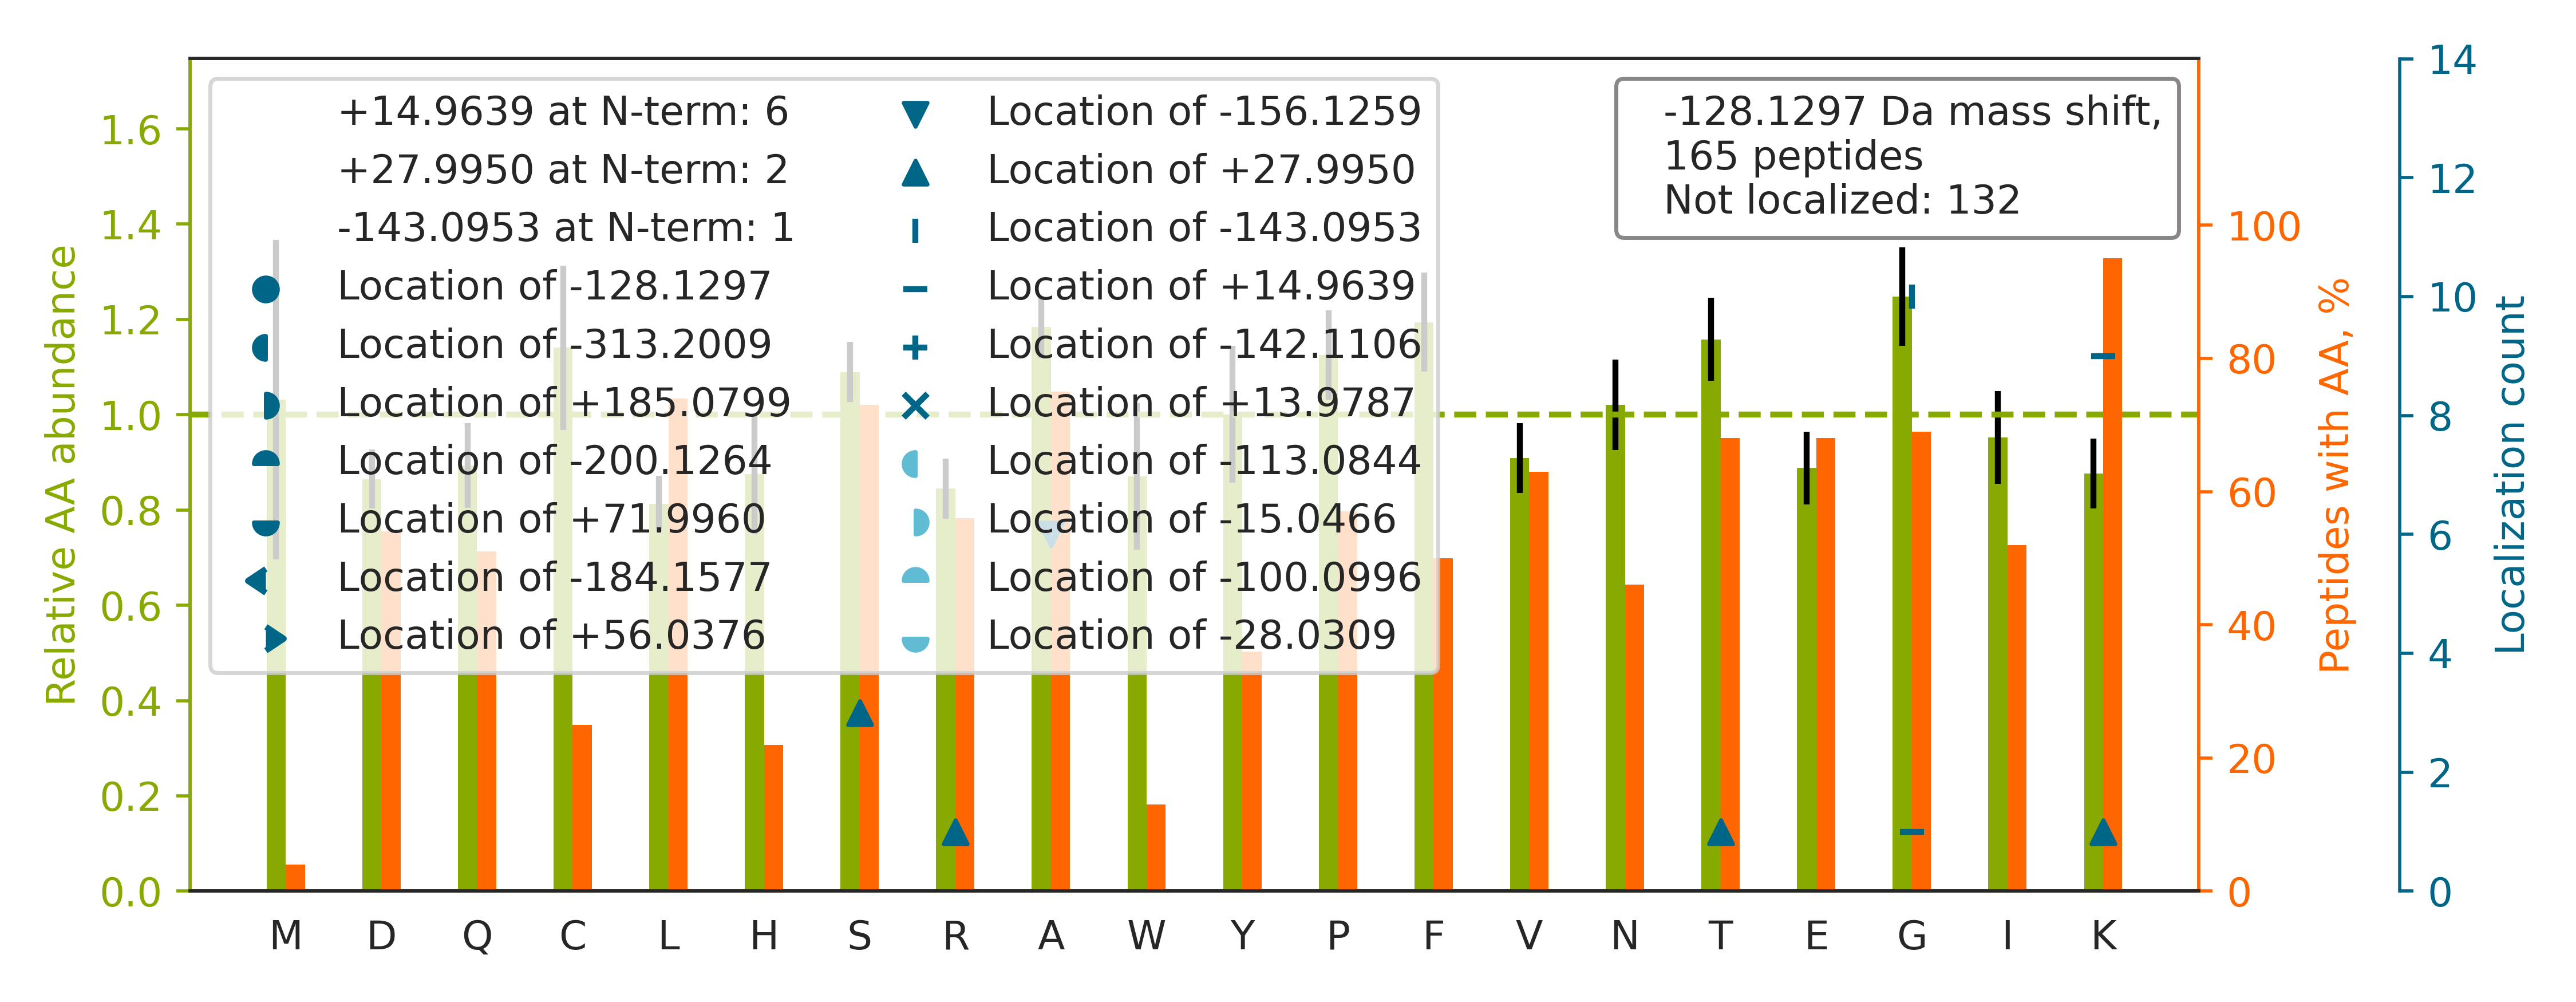 +14.9639 at N-term: 6
+27.9950 at N-term: 2
-143.0953 at N-term: 1
Location of -128.1297
Location of -313.2009
Location of +185.0799
Location of -200.1264
Location of +71.9960
Location of -184.1577
Location of +56.0376
Location of -156.1259
Location of +27.9950
Location of -143.0953
Location of +14.9639
Location of -142.1106
Location of +13.9787
Location of -113.0844
Location of -15.0466
Location of -100.0996
Location of -28.0309
-128.1297 Da mass shift,
165 peptides
Not localized: 132
Relative AA abundance
1.6
1.4
1.2
1.0
0.8
0.6
0.4
0.2
0.0
M D Q C L H S R A W Y P F V N T E G I K
100
80
60
40
20
0
Peptides with AA, %
14
12
10
8
6
4
2
0
Localization count